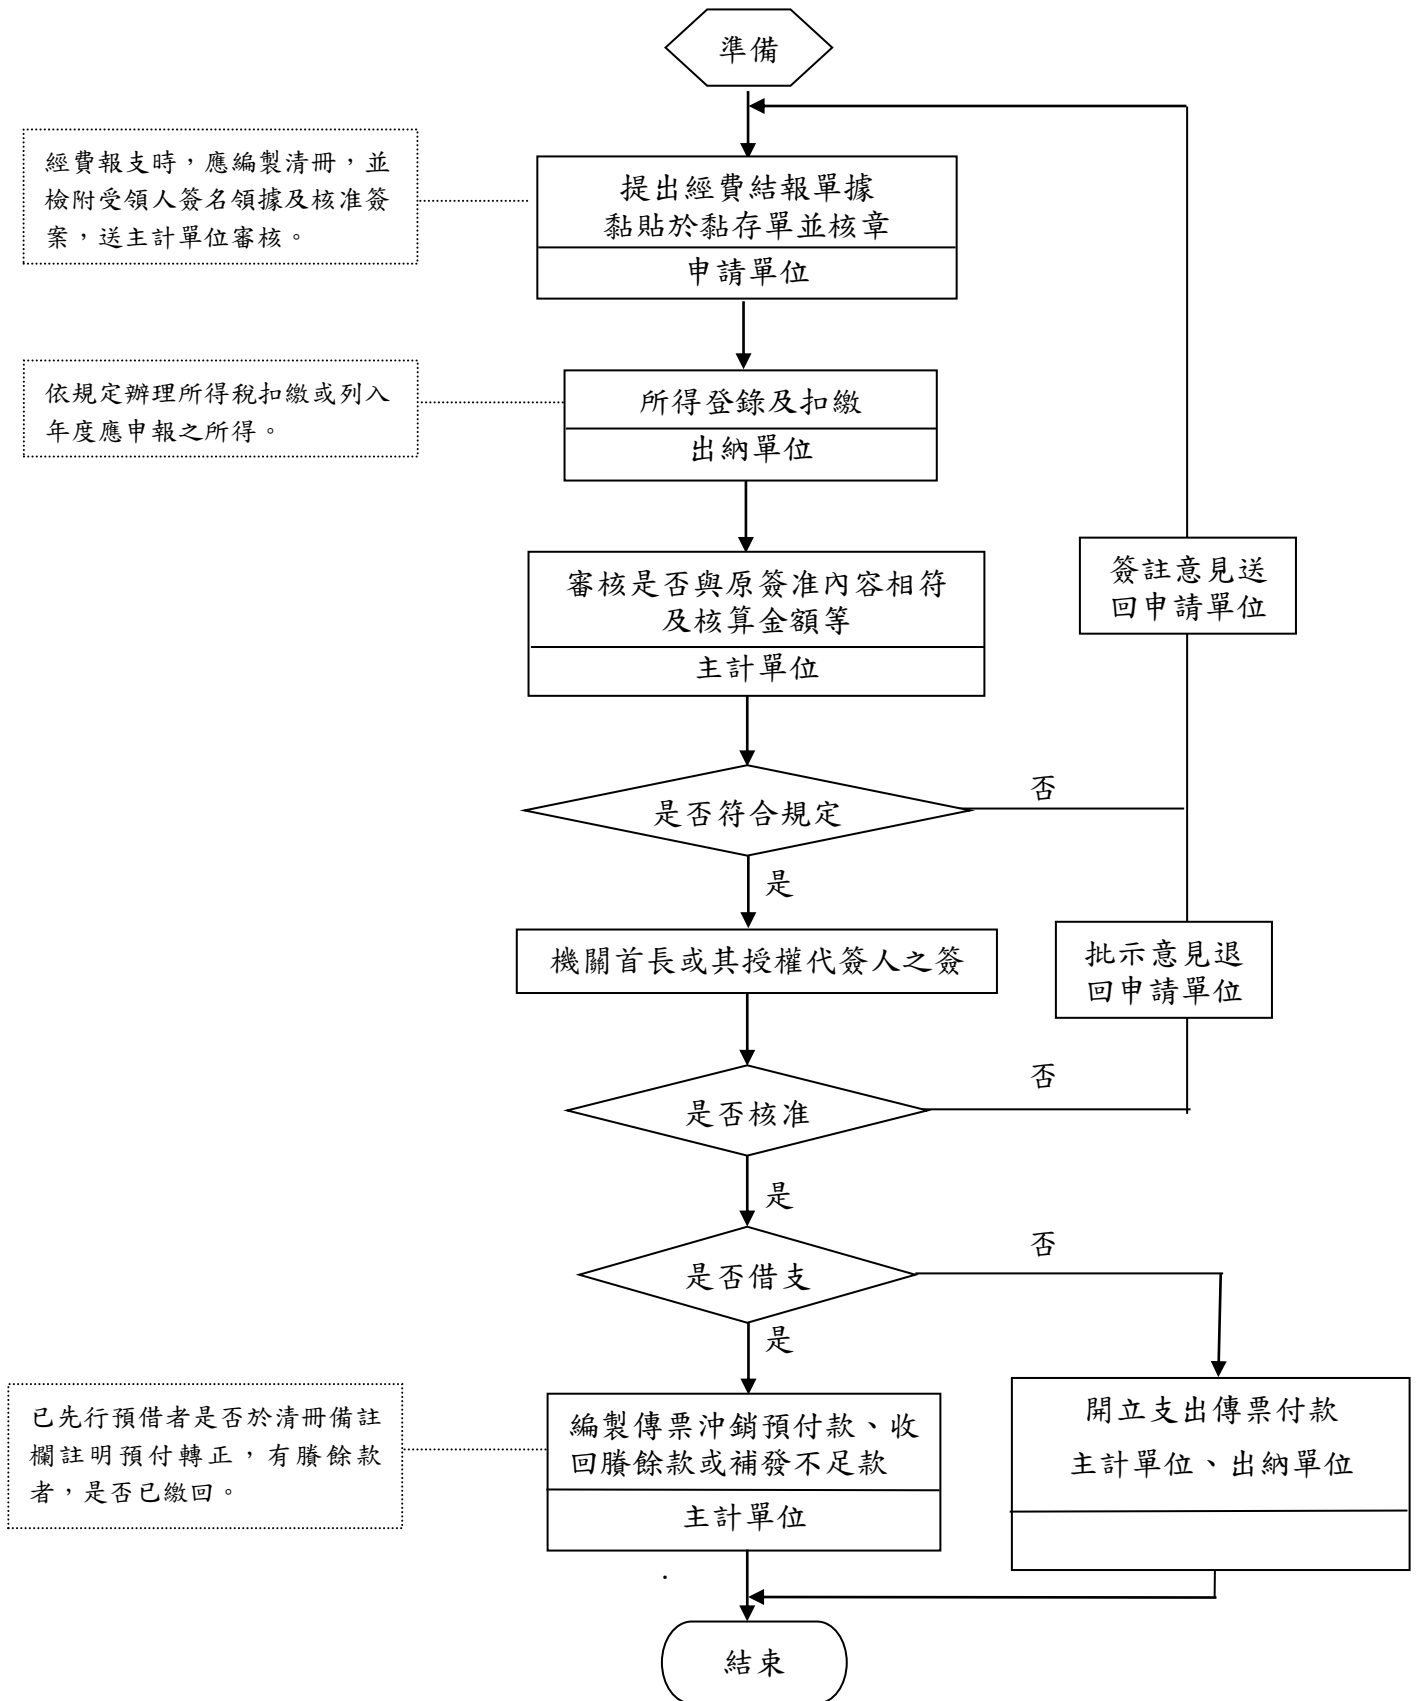 準備
經費報支時，應編製清冊，並
檢附受領人簽名領據及核准簽
案，送主計單位審核。
提出經費結報單據
黏貼於黏存單並核章
申請單位
依規定辦理所得稅扣繳或列入
年度應申報之所得。
所得登錄及扣繳
出納單位
審核是否與原簽准內容相符
及核算金額等
主計單位
簽註意見送
回申請單位
是否符合規定
否
是
機關首長或其授權代簽人之簽
批示意見退
回申請單位
是否核准
否
是
是否借支
否
是
已先行預借者是否於清冊備註
欄註明預付轉正，有賸餘款
者，是否已繳回。
編製傳票沖銷預付款、收
回賸餘款或補發不足款
主計單位
開立支出傳票付款
主計單位、出納單位
.
結束